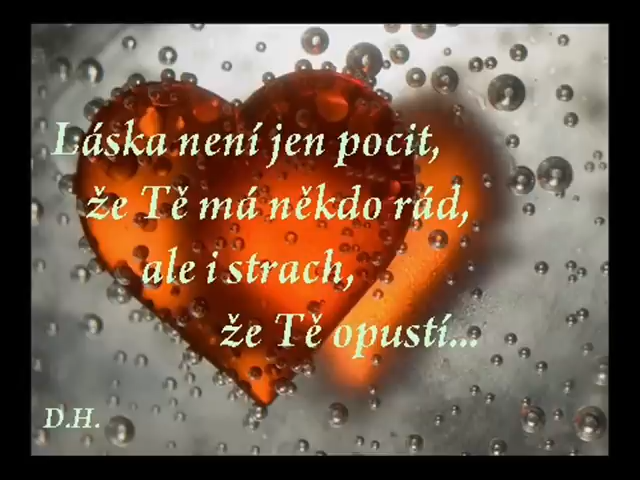 Láska není jen pocit,
že Tě má někdo rád,
ale i strach,
že Tě opustí...
D.H.